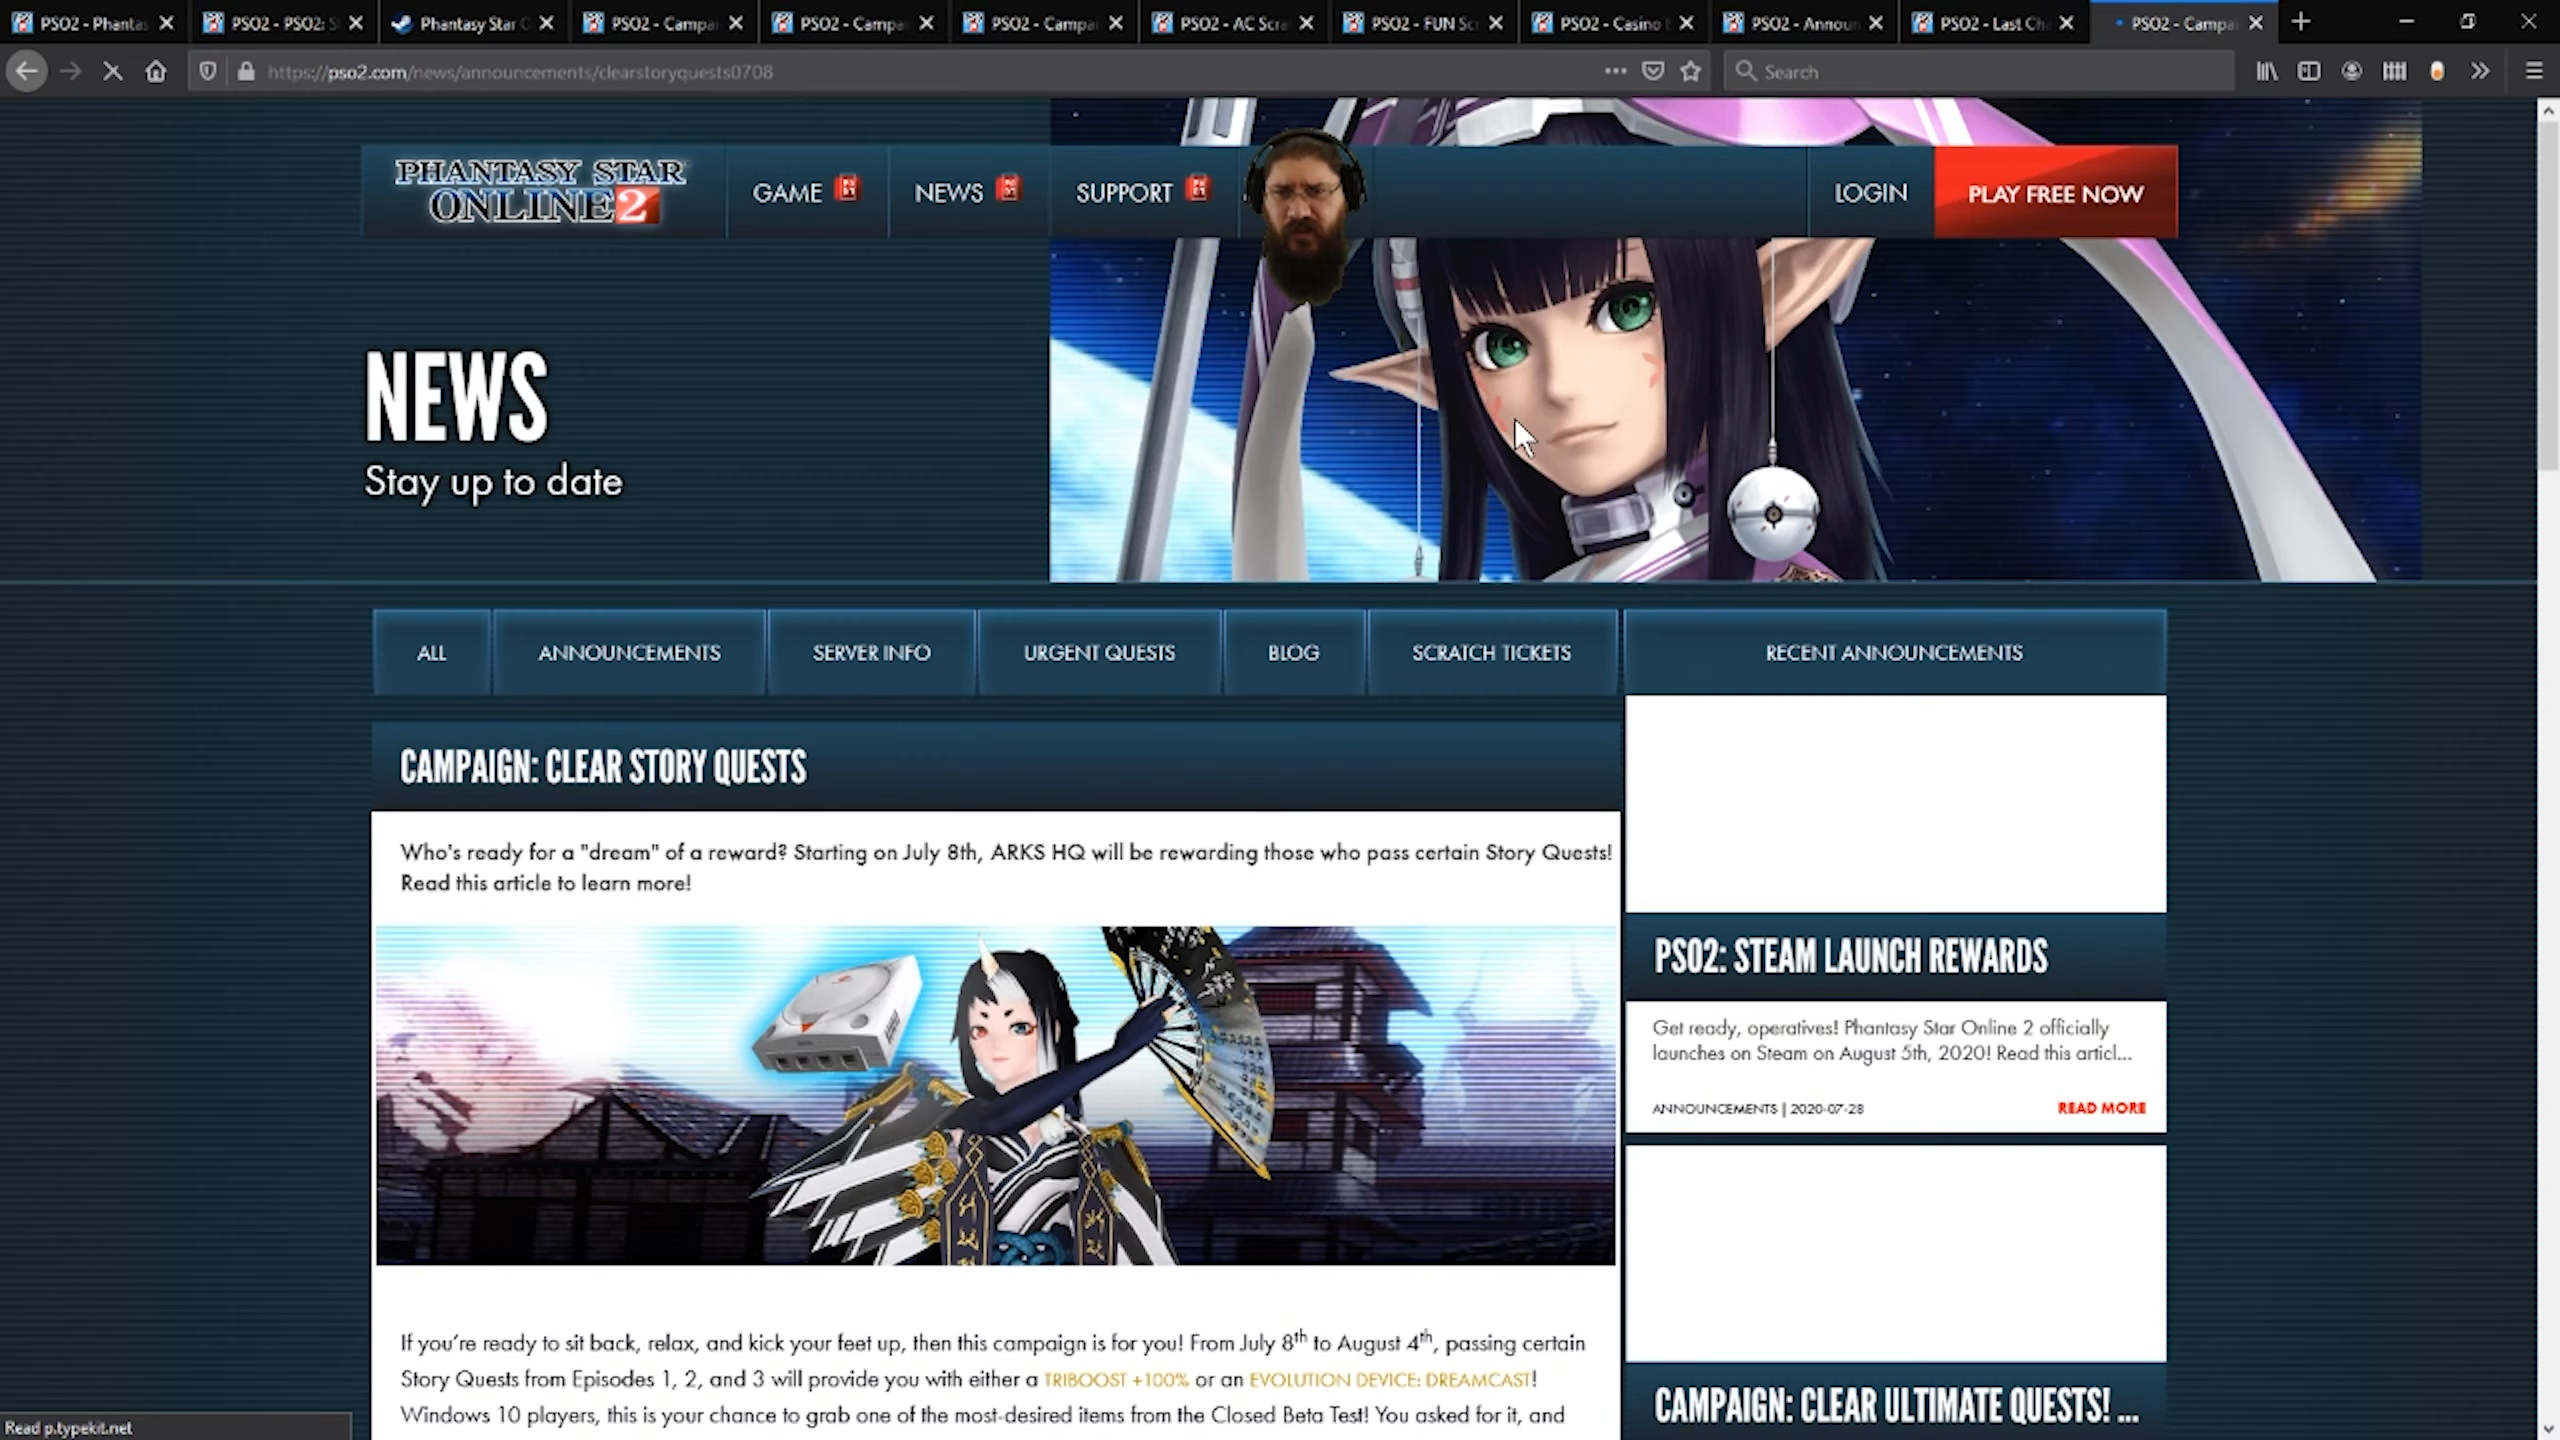 PSO2 - Phantas
PSO2 - PSO2: S
Phantasy Star O
PSO2 - Campai
PSO2 - Campai
PSO2 - Campai
PSO2 - AC Scra
PSO2 - FUN Scr
PSO2 - Casino
PSO2 - Announ
PSO2 - Last Ch
PSO2 - Campai
https://pso2.com/news/announcements/clearstoryquests0708
Search
PHANTASY STAR
ONLINE 2
GAME
NEWS
SUPPORT
LOGIN
PLAY FREE NOW
NEWS
Stay up to date
ALL
ANNOUNCEMENTS
SERVER INFO
URGENT QUESTS
BLOG
SCRATCH TICKETS
RECENT ANNOUNCEMENTS
CAMPAIGN: CLEAR STORY QUESTS
Who's ready for a "dream" of a reward? Starting on July 8th, ARKS HQ will be rewarding those who pass certain Story Quests!
Read this article to learn more!
PSO2: STEAM LAUNCH REWARDS
Get ready, operatives! Phantasy Star Online 2 officially
launches on Steam on August 5th, 2020! Read this articl...
ANNOUNCEMENTS | 2020-07-28
READ MORE
If you're ready to sit back, relax, and kick your feet up, then this campaign is for you! From July 8th to August 4th, passing certain
Story Quests from Episodes 1, 2, and 3 will provide you with either a TRIBOOST +100% or an EVOLUTION DEVICE: DREAMCAST!
Windows 10 players, this is your chance to grab one of the most-desired items from the Closed Beta Test! You asked for it, and
CAMPAIGN: CLEAR ULTIMATE QUESTS! ...
Read p.typekit.net